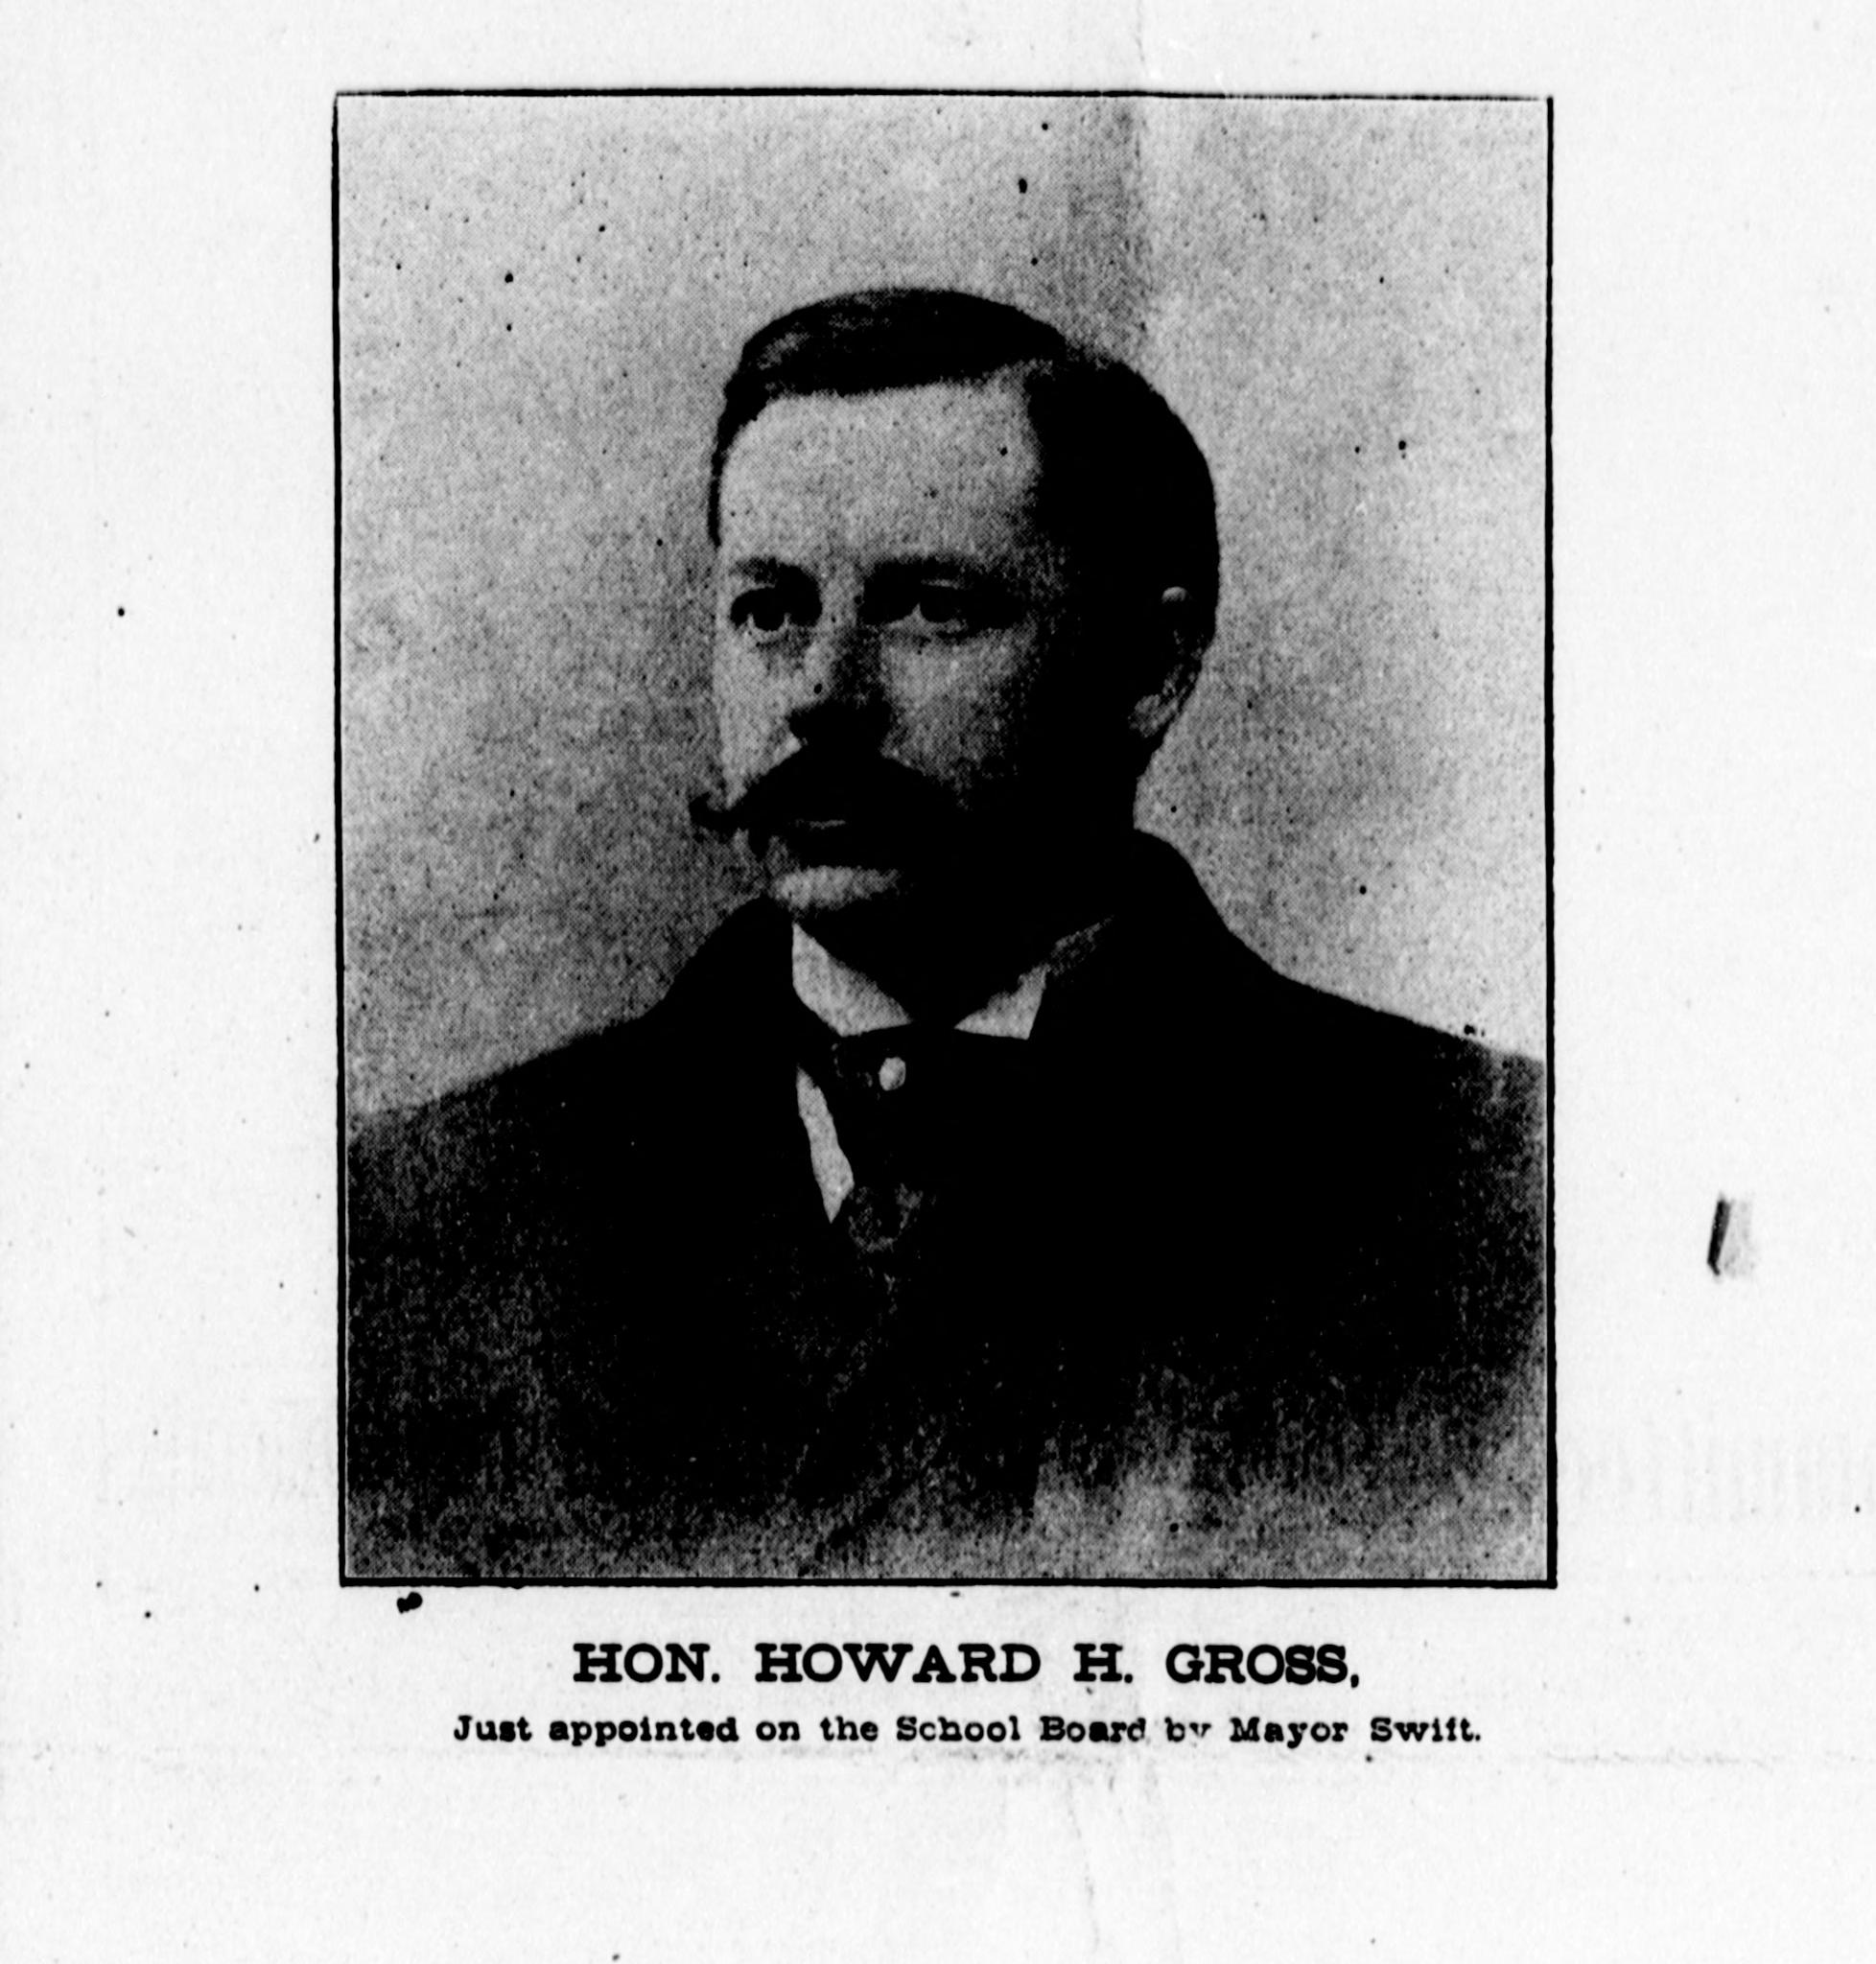 HON. HOWARD H. GROSS,
Just appointed on the School Board by Mayor Swift.